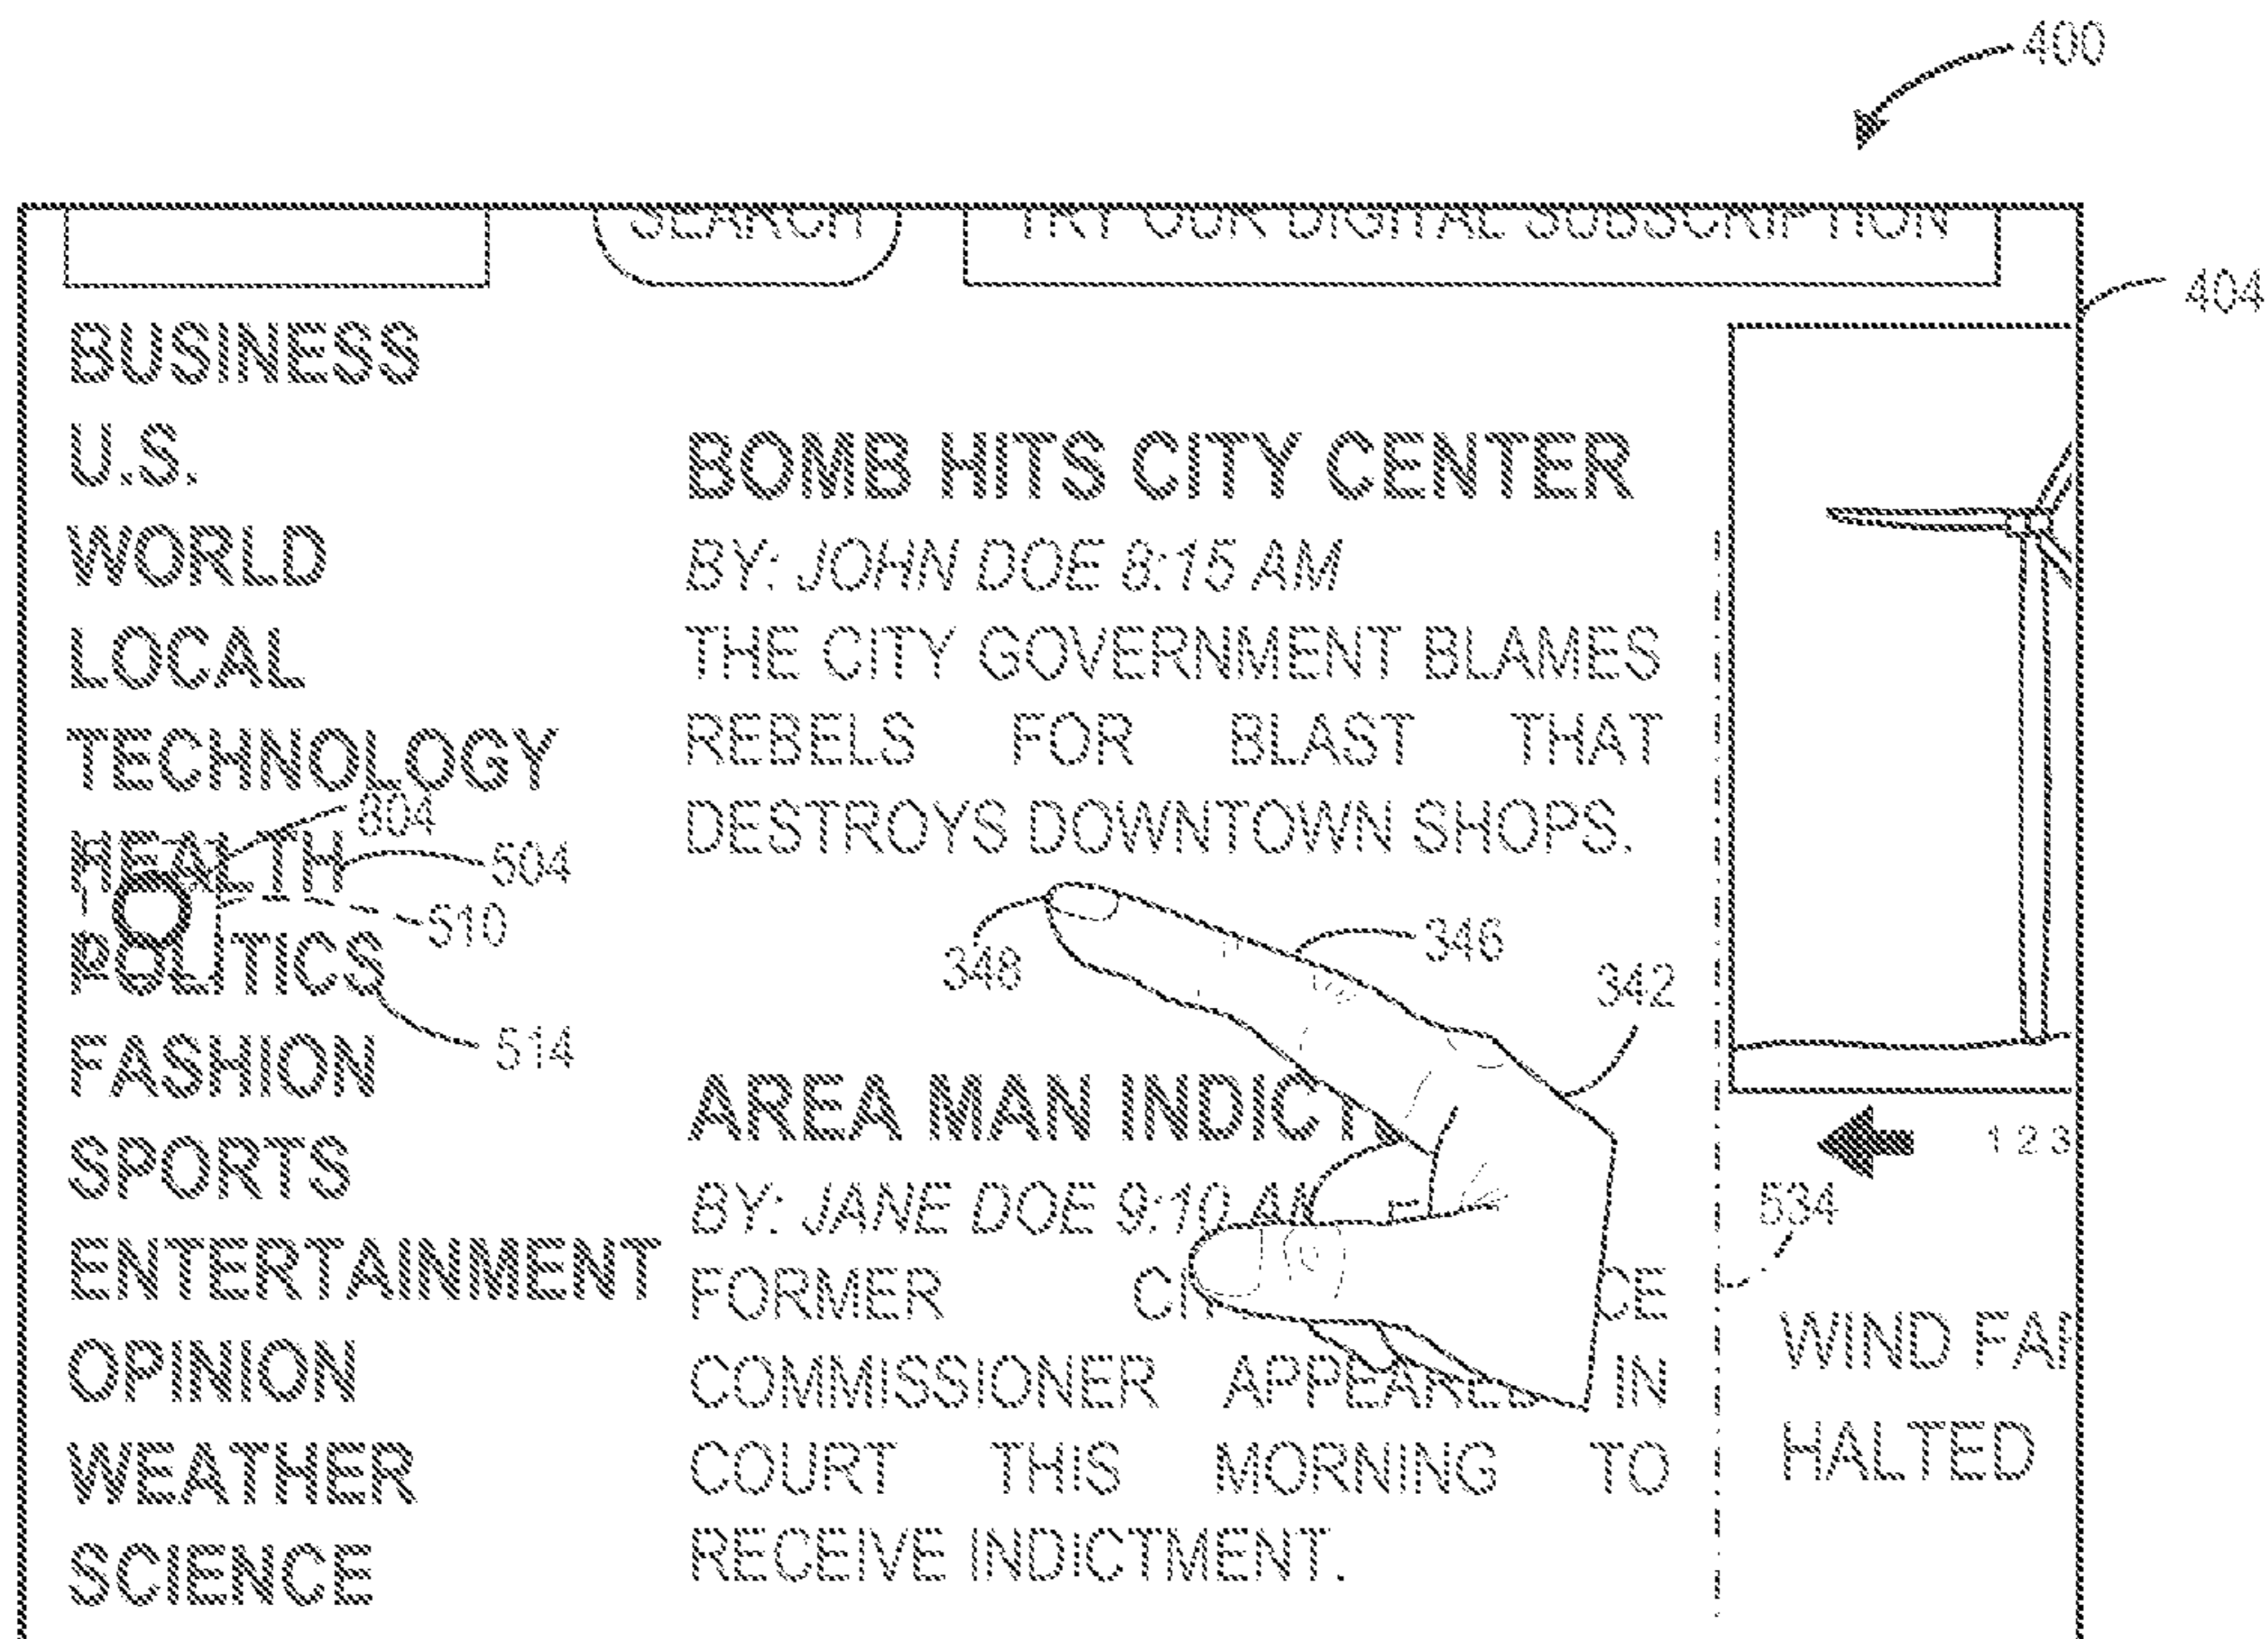 400
SEARCH
TRY OUR DIGITAL SUBSCRIPTION
404
BUSINESS
U.S.
WORLD
LOCAL
TECHNOLOGY
HEALTH
POLITICS
FASHION
SPORTS
ENTERTAINMENT
OPINION
WEATHER
SCIENCE
504
510
514
BOMB HITS CITY CENTER
BY: JOHN DOE 8:15 AM
THE CITY GOVERNMENT BLAMES
REBELS FOR BLAST THAT
DESTROYS DOWNTOWN SHOPS.
348
346
342
AREA MAN
BY: JANE DOE 9:10 AM
FORMER
COMMISSIONER APPEARED IN
COURT THIS MORNING TO
RECEIVE INDICTMENT.
1 2 3
534
WIND
HALTED